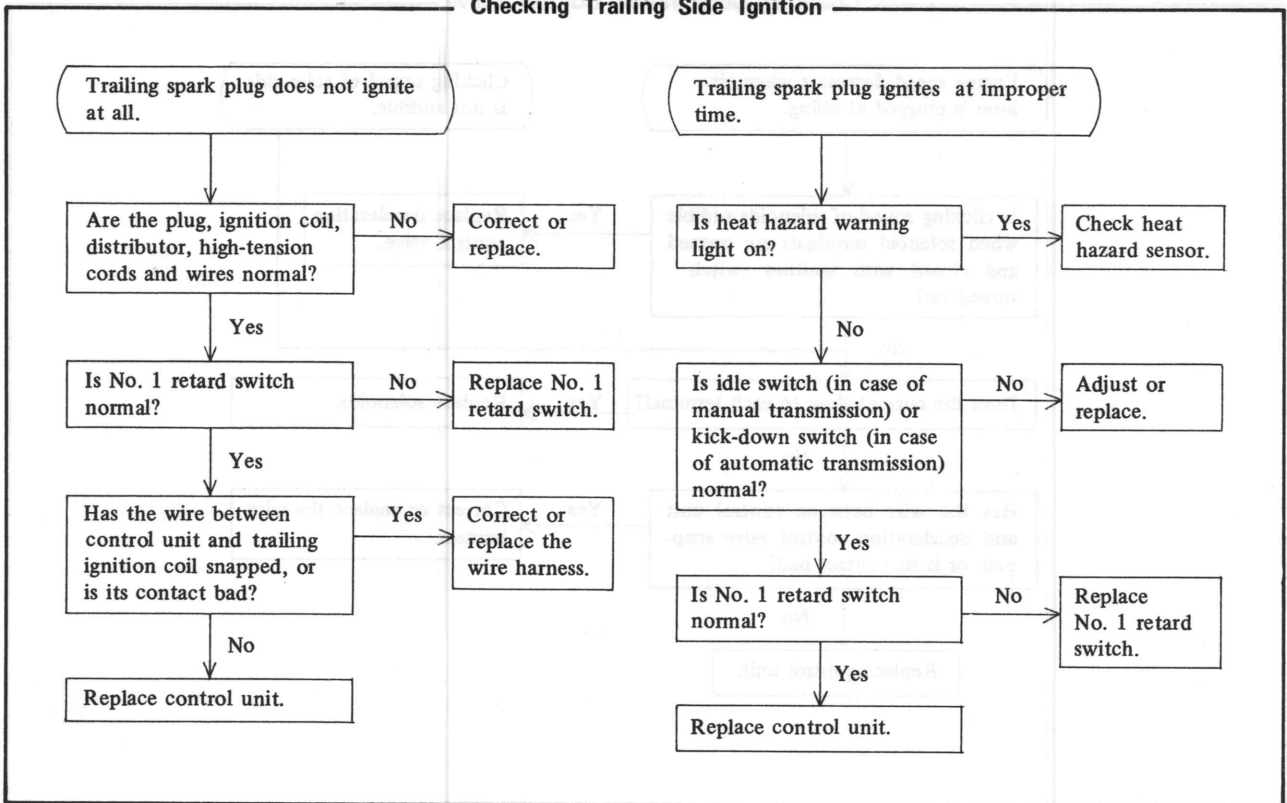 Checking Trailing Side Ignition
Trailing spark plug does not ignite
at all.
Are the plug, ignition coil,
distributor, high-tension
cords and wires normal?
No
Correct or
replace.
Yes
Is No. 1 retard switch
normal?
No
Replace No. 1
retard switch.
Yes
Has the wire between
control unit and trailing
ignition coil snapped, or
is its contact bad?
Yes
Correct or
replace the
wire harness.
No
Replace control unit.
Trailing spark plug ignites at improper
time.
Is heat hazard warning
light on?
Yes
Check heat
hazard sensor.
No
Is idle switch (in case of
manual transmission) or
kick-down switch (in case
of automatic transmission)
normal?
No
Adjust or
replace.
Yes
Is No. 1 retard switch
normal?
No
Replace
No. 1 retard
switch.
Yes
Replace control unit.